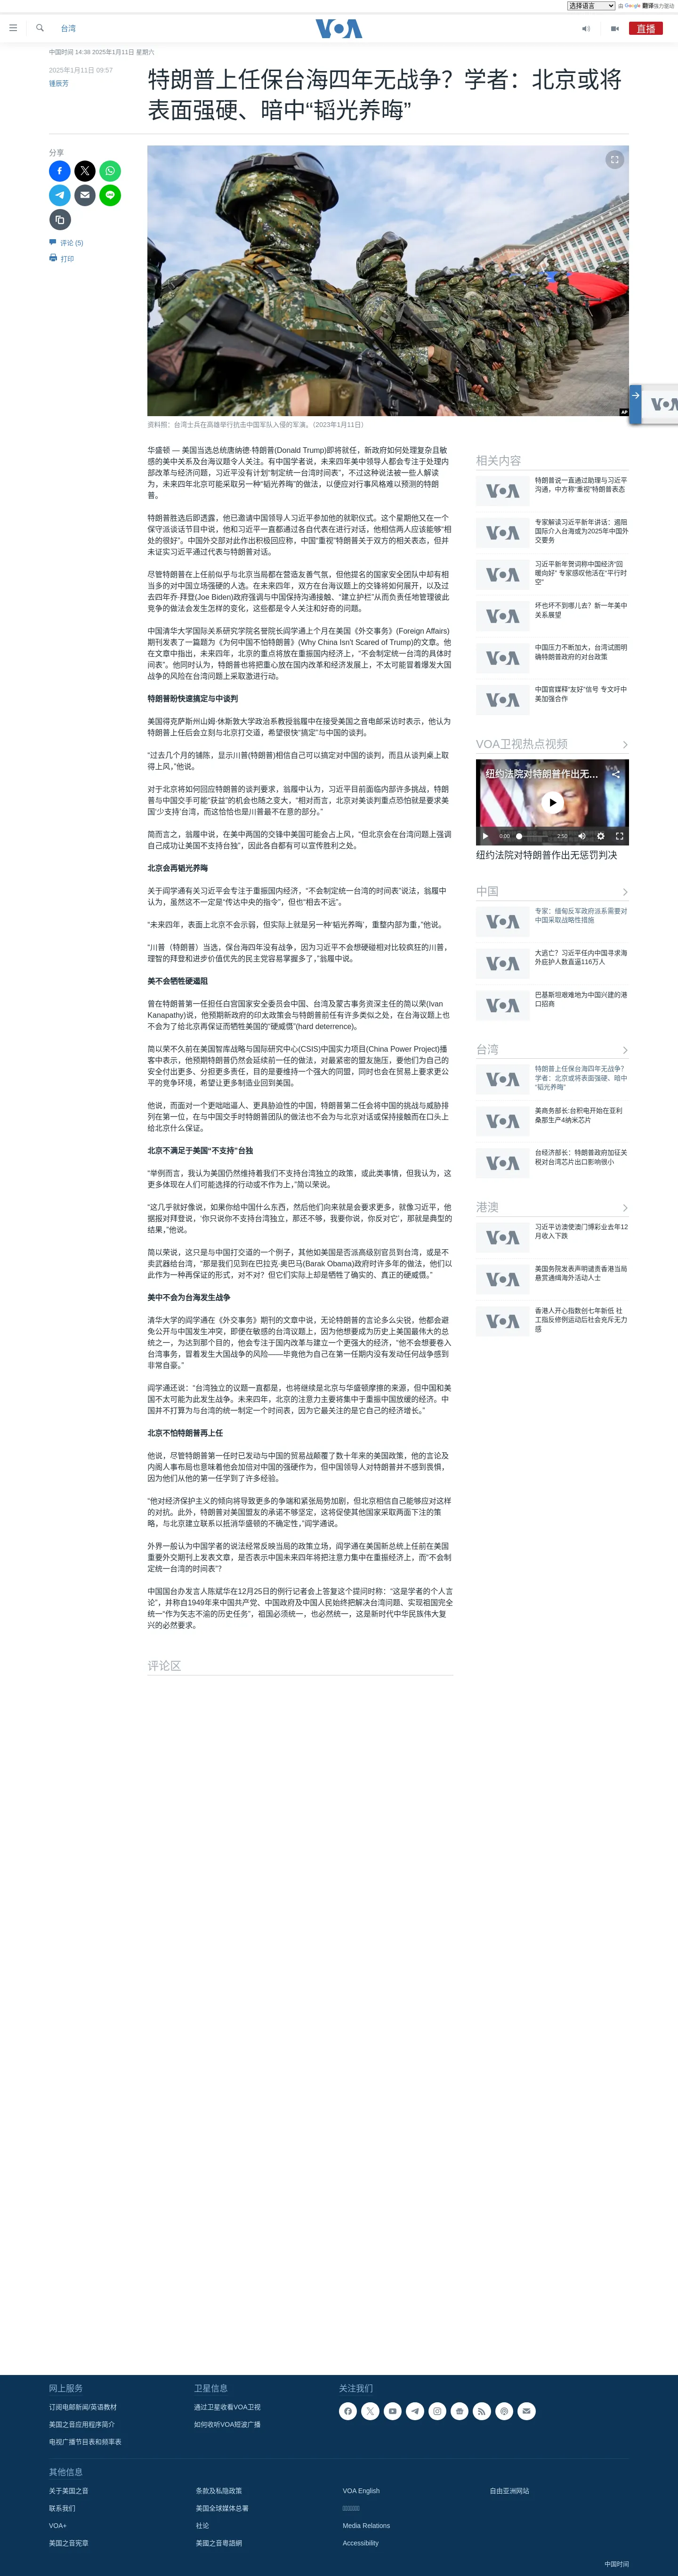 选择语言
由 Google 翻译强力驱动
台湾
VOA
直播
中国时间 14:38 2025年1月11日 星期六
2025年1月11日 09:57
锺辰芳
特朗普上任保台海四年无战争？学者：北京或将表面强硬、暗中“韬光养晦”
分享
评论 (5)
打印
AP
资料照：台湾士兵在高雄举行抗击中国军队入侵的军演。（2023年1月11日）
华盛顿 — 美国当选总统唐纳德·特朗普(Donald Trump)即将就任，新政府如何处理复杂且敏感的美中关系及台海议题令人关注。有中国学者说，未来四年美中领导人都会专注于处理内部改革与经济问题，习近平没有计划“制定统一台湾时间表”，不过这种说法被一些人认为，未来四年北京可能采取另一种“韬光养晦”的做法，以便应对行事风格难以预测的特朗普。
特朗普胜选后即透露，他已邀请中国领导人习近平参加他的就职仪式。这个星期他又在一个保守派谈话节目中说，他和习近平一直都通过各自代表在进行对话，他相信两人应该能够“相处的很好”。中国外交部对此作出积极回应称，中国“重视”特朗普关于双方的相关表态，但并未证实习近平通过代表与特朗普对话。
尽管特朗普在上任前似乎与北京当局都在营造友善气氛，但他提名的国家安全团队中却有相当多的对中国立场强硬的人选。在未来四年，双方在台海议题上的交锋将如何展开，以及过去四年乔·拜登(Joe Biden)政府强调与中国保持沟通接触、“建立护栏”从而负责任地管理彼此竞争的做法会发生怎样的变化，这些都是令人关注和好奇的问题。
中国清华大学国际关系研究学院名誉院长阎学通上个月在美国《外交事务》(Foreign Affairs)期刊发表了一篇题为《为何中国不怕特朗普》(Why China Isn't Scared of Trump)的文章。他在文章中指出，未来四年，北京的重点将放在重振国内经济上，“不会制定统一台湾的具体时间表”。他同时认为，特朗普也将把重心放在国内改革和经济发展上，不太可能冒着爆发大国战争的风险在台湾问题上采取激进行动。
特朗普盼快速搞定与中谈判
美国得克萨斯州山姆·休斯敦大学政治系教授翁履中在接受美国之音电邮采访时表示，他认为特朗普上任后会立刻与北京打交道，希望很快“搞定”与中国的谈判。
“过去几个月的铺陈，显示川普(特朗普)相信自己可以搞定对中国的谈判，而且从谈判桌上取得上风，”他说。
对于北京将如何回应特朗普的谈判要求，翁履中认为，习近平目前面临内部许多挑战，特朗普与中国交手可能“获益”的机会也随之变大，“相对而言，北京对美谈判重点恐怕就是要求美国‘少支持’台湾，而这恰恰也是川普最不在意的部分。”
简而言之，翁履中说，在美中两国的交锋中美国可能会占上风，“但北京会在台湾问题上强调自己成功让美国不支持台独”，因此各自都有可以宣传胜利之处。
北京会再韬光养晦
关于阎学通有关习近平会专注于重振国内经济，“不会制定统一台湾的时间表”说法，翁履中认为，虽然这不一定是“传达中央的指令”，但也“相去不远”。
“未来四年，表面上北京不会示弱，但实际上就是另一种‘韬光养晦’，重整内部为重，”他说。
“川普（特朗普）当选，保台海四年没有战争，因为习近平不会想硬碰相对比较疯狂的川普，理智的拜登和进步价值优先的民主党容易掌握多了，”翁履中说。
美不会牺牲硬遏阻
曾在特朗普第一任担任白宫国家安全委员会中国、台湾及蒙古事务资深主任的简以荣(Ivan Kanapathy)说，他预期新政府的印太政策会与特朗普前任有许多类似之处，在台海议题上也不会为了给北京再保证而牺牲美国的“硬威慑”(hard deterrence)。
简以荣不久前在美国智库战略与国际研究中心(CSIS)中国实力项目(China Power Project)播客中表示，他预期特朗普仍然会延续前一任的做法，对最紧密的盟友施压，要他们为自己的安全付出更多、分担更多责任，目的是要维持一个强大的同盟，同时也会在贸易上要求更公平的竞争环境，希望让更多制造业回到美国。
他说，而面对一个更咄咄逼人、更具胁迫性的中国，特朗普第二任会将中国的挑战与威胁排列在第一位，在与中国交手时特朗普团队的做法也不会为与北京对话或保持接触而在口头上给北京什么保证。
北京不满足于美国“不支持”台独
“举例而言，我认为美国仍然维持着我们不支持台湾独立的政策，或此类事情，但我认为，这更多体现在人们可能选择的行动或不作为上，”简以荣说。
“这几乎就好像说，如果你给中国什么东西，然后他们向来就是会要求更多，就像习近平，他据报对拜登说，‘你只说你不支持台湾独立，那还不够，我要你说，你反对它’，那就是典型的结果，”他说。
简以荣说，这只是与中国打交道的一个例子，其他如美国是否派高级别官员到台湾，或是不卖武器给台湾，“那是我们见到在巴拉克·奥巴马(Barak Obama)政府时许多年的做法，他们以此作为一种再保证的形式，对不对？但它们实际上却是牺牲了确实的、真正的硬威慑。”
美中不会为台海发生战争
清华大学的阎学通在《外交事务》期刊的文章中说，无论特朗普的言论多么尖锐，他都会避免公开与中国发生冲突，即便在敏感的台湾议题上，因为他想要成为历史上美国最伟大的总统之一，为达到那个目的，他会专注于国内改革与建立一个更强大的经济，“他不会想要卷入台湾事务，冒着发生大国战争的风险——毕竟他为自己在第一任期内没有发动任何战争感到非常自豪。”
阎学通还说：“台湾独立的议题一直都是，也将继续是北京与华盛顿摩擦的来源，但中国和美国不太可能为此发生战争。未来四年，北京的注意力主要将集中于重振中国放缓的经济。中国并不打算为与台湾的统一制定一个时间表，因为它最关注的是它自己的经济增长。”
北京不怕特朗普再上任
他说，尽管特朗普第一任时已发动与中国的贸易战颠覆了数十年来的美国政策，他的言论及内阁人事布局也意味着他会加倍对中国的强硬作为，但中国领导人对特朗普并不感到畏惧，因为他们从他的第一任学到了许多经验。
“他对经济保护主义的倾向将导致更多的争端和紧张局势加剧，但北京相信自己能够应对这样的对抗。此外，特朗普对美国盟友的承诺不够坚定，这将促使其他国家采取两面下注的策略，与北京建立联系以抵消华盛顿的不确定性，”阎学通说。
外界一般认为中国学者的说法经常反映当局的政策立场，阎学通在美国新总统上任前在美国重要外交期刊上发表文章，是否表示中国未来四年将把注意力集中在重振经济上，而“不会制定统一台湾的时间表”？
中国国台办发言人陈斌华在12月25日的例行记者会上答复这个提问时称：“这是学者的个人言论”，并称自1949年来中国共产党、中国政府及中国人民始终把解决台湾问题、实现祖国完全统一“作为矢志不渝的历史任务”，祖国必须统一，也必然统一，这是新时代中华民族伟大复兴的必然要求。
评论区
相关内容
特朗普说一直通过助理与习近平沟通，中方称“重视”特朗普表态
专家解读习近平新年讲话：遏阻国际介入台海或为2025年中国外交要务
习近平新年贺词称中国经济“回暖向好” 专家感叹他活在“平行时空”
坏也坏不到哪儿去？新一年美中关系展望
中国压力不断加大，台湾试图明确特朗普政府的对台政策
中国官媒释“友好”信号 专文吁中美加强合作
VOA卫视热点视频
纽约法院对特朗普作出无...
0:00
2:50
纽约法院对特朗普作出无惩罚判决
中国
专家：缅甸反军政府派系需要对中国采取战略性措施
大逃亡？习近平任内中国寻求海外庇护人数直逼116万人
巴基斯坦艰难地为中国兴建的港口招商
台湾
特朗普上任保台海四年无战争？学者：北京或将表面强硬、暗中“韬光养晦”
美商务部长:台积电开始在亚利桑那生产4纳米芯片
台经济部长：特朗普政府加征关税对台湾芯片出口影响很小
港澳
习近平访澳使澳门博彩业去年12月收入下跌
美国务院发表声明谴责香港当局悬赏通缉海外活动人士
香港人开心指数创七年新低 社工指反修例运动后社会充斥无力感
网上服务
订阅电邮新闻/英语教材
美国之音应用程序简介
电视广播节目表和频率表
卫星信息
通过卫星收看VOA卫视
如何收听VOA短波广播
关注我们
其他信息
关于美国之音
条款及私隐政策
VOA English
自由亚洲网站
联系我们
美国全球媒体总署
VOA+
社论
Media Relations
美国之音宪章
美國之音粵語網
Accessibility
中国时间